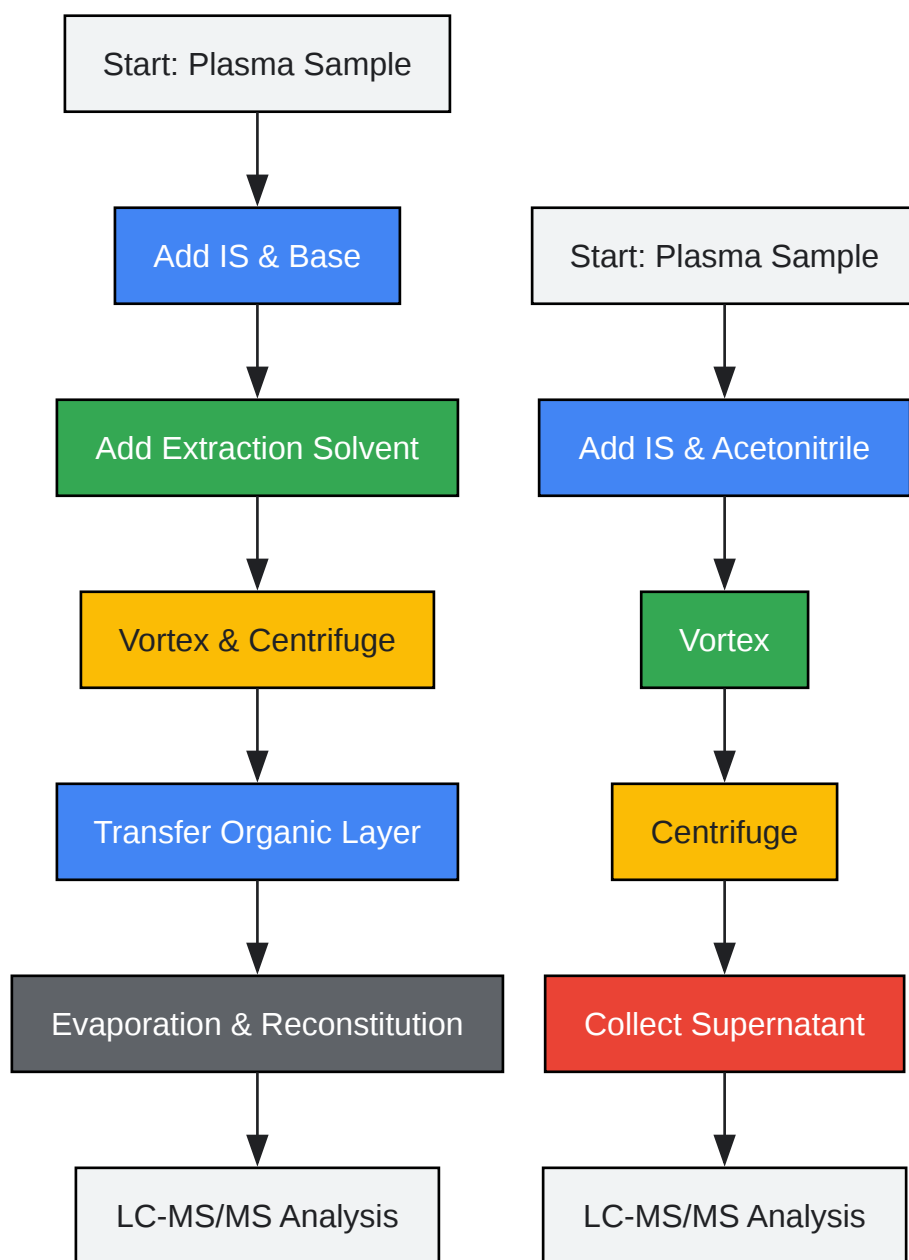 Start: Plasma Sample
Add IS & Base
Add Extraction Solvent
Vortex & Centrifuge
Transfer Organic Layer
Evaporation & Reconstitution
LC-MS/MS Analysis
Start: Plasma Sample
Add IS & Acetonitrile
Vortex
Centrifuge
Collect Supernatant
LC-MS/MS Analysis